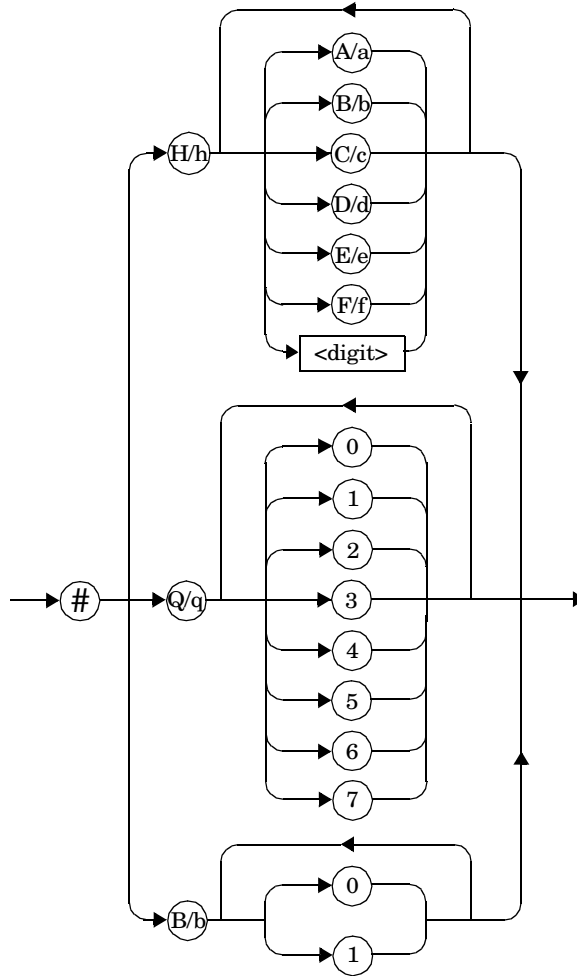 A/a
B/b
H/h
C/c
D/d
E/e
F/f
<digit>
0
1
2
# Q/q 3
4
5
6
7
0
B/b
1